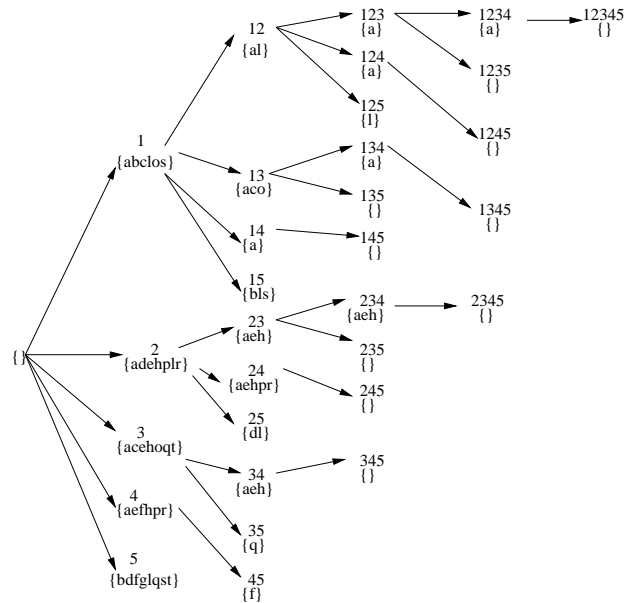 12
{al}
123
{a}
1234
{a}
12345
{}
124
{a}
1235
{}
125
{l}
1245
{}
1
{abclos}
134
{a}
13
{aco}
135
{}
1345
{}
14
{a}
145
{}
15
{bls}
234
{aeh}
2345
{}
23
{aeh}
235
{}
{}
2
{adehplr}
24
{aehpr}
245
{}
25
{dl}
3
{acehoqt}
34
{aeh}
345
{}
4
{aefhpr}
35
{q}
5
{bdfglqst}
45
{f}